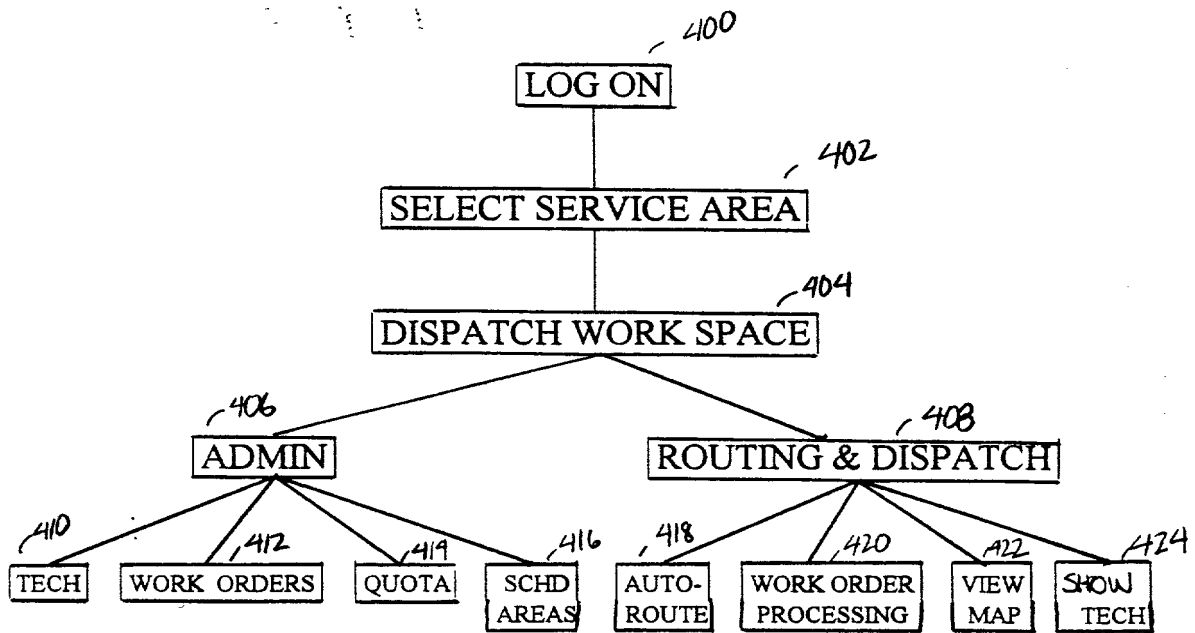 400
LOG ON
402
SELECT SERVICE AREA
404
DISPATCH WORK SPACE
406
408
ADMIN
ROUTING & DISPATCH
410
412
414
416
418
420
422
424
TECH
WORK ORDERS
QUOTA
SCHD
AREAS
AUTO-
ROUTE
WORK ORDER
PROCESSING
VIEW
MAP
SHOW
TECH